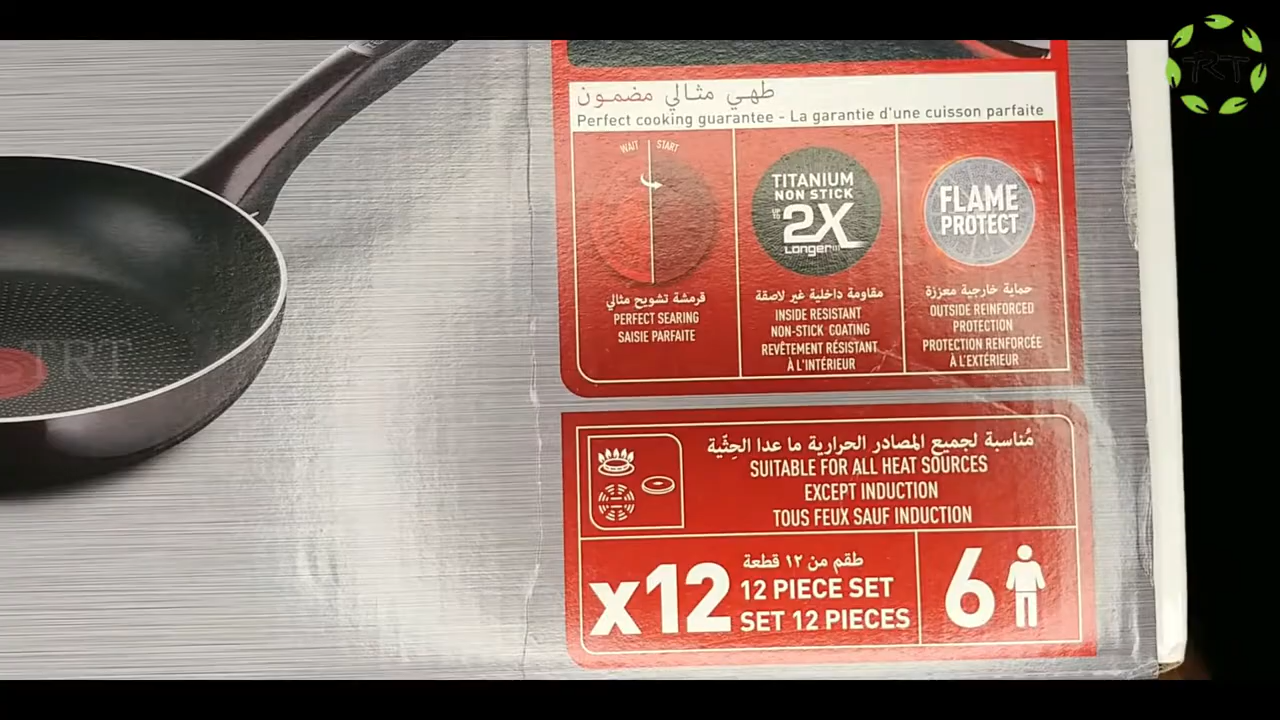 RT
طهي مثالي مضمون
Perfect cooking guarantee - La garantie d'une cuisson parfaite
WAIT START
قرمشة تشويح مثالي
PERFECT SEARING
SAISIE PARFAITE
TITANIUM
NON STICK
UP TO 2X
Longer
مقاومة داخلية غير لاصقة
INSIDE RESISTANT
NON-STICK COATING
REVÊTEMENT RÉSISTANT
À L'INTÉRIEUR
FLAME
PROTECT
حماية خارجية معززة
OUTSIDE REINFORCED
PROTECTION
PROTECTION RENFORCÉE
À L'EXTÉRIEUR
مُناسبة لجميع المصادر الحرارية ما عدا الحِثّية
SUITABLE FOR ALL HEAT SOURCES
EXCEPT INDUCTION
TOUS FEUX SAUF INDUCTION
x12
طقم من ١٢ قطعة
12 PIECE SET
SET 12 PIECES
6